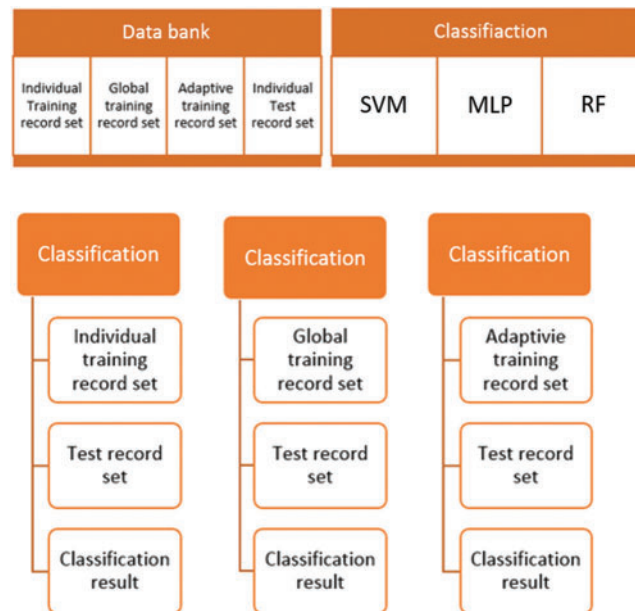 Data bank
Classifiaction
Individual
Training
record set
Global
training
record set
Adaptive
training
record set
Individual
Test
record set
SVM
MLP
RF
Classification
Individual
training
record set
Test record
set
Classification
result
Classification
Global
training
record set
Test record
set
Classification
result
Classification
Adaptivie
training
record set
Test record
set
Classification
result